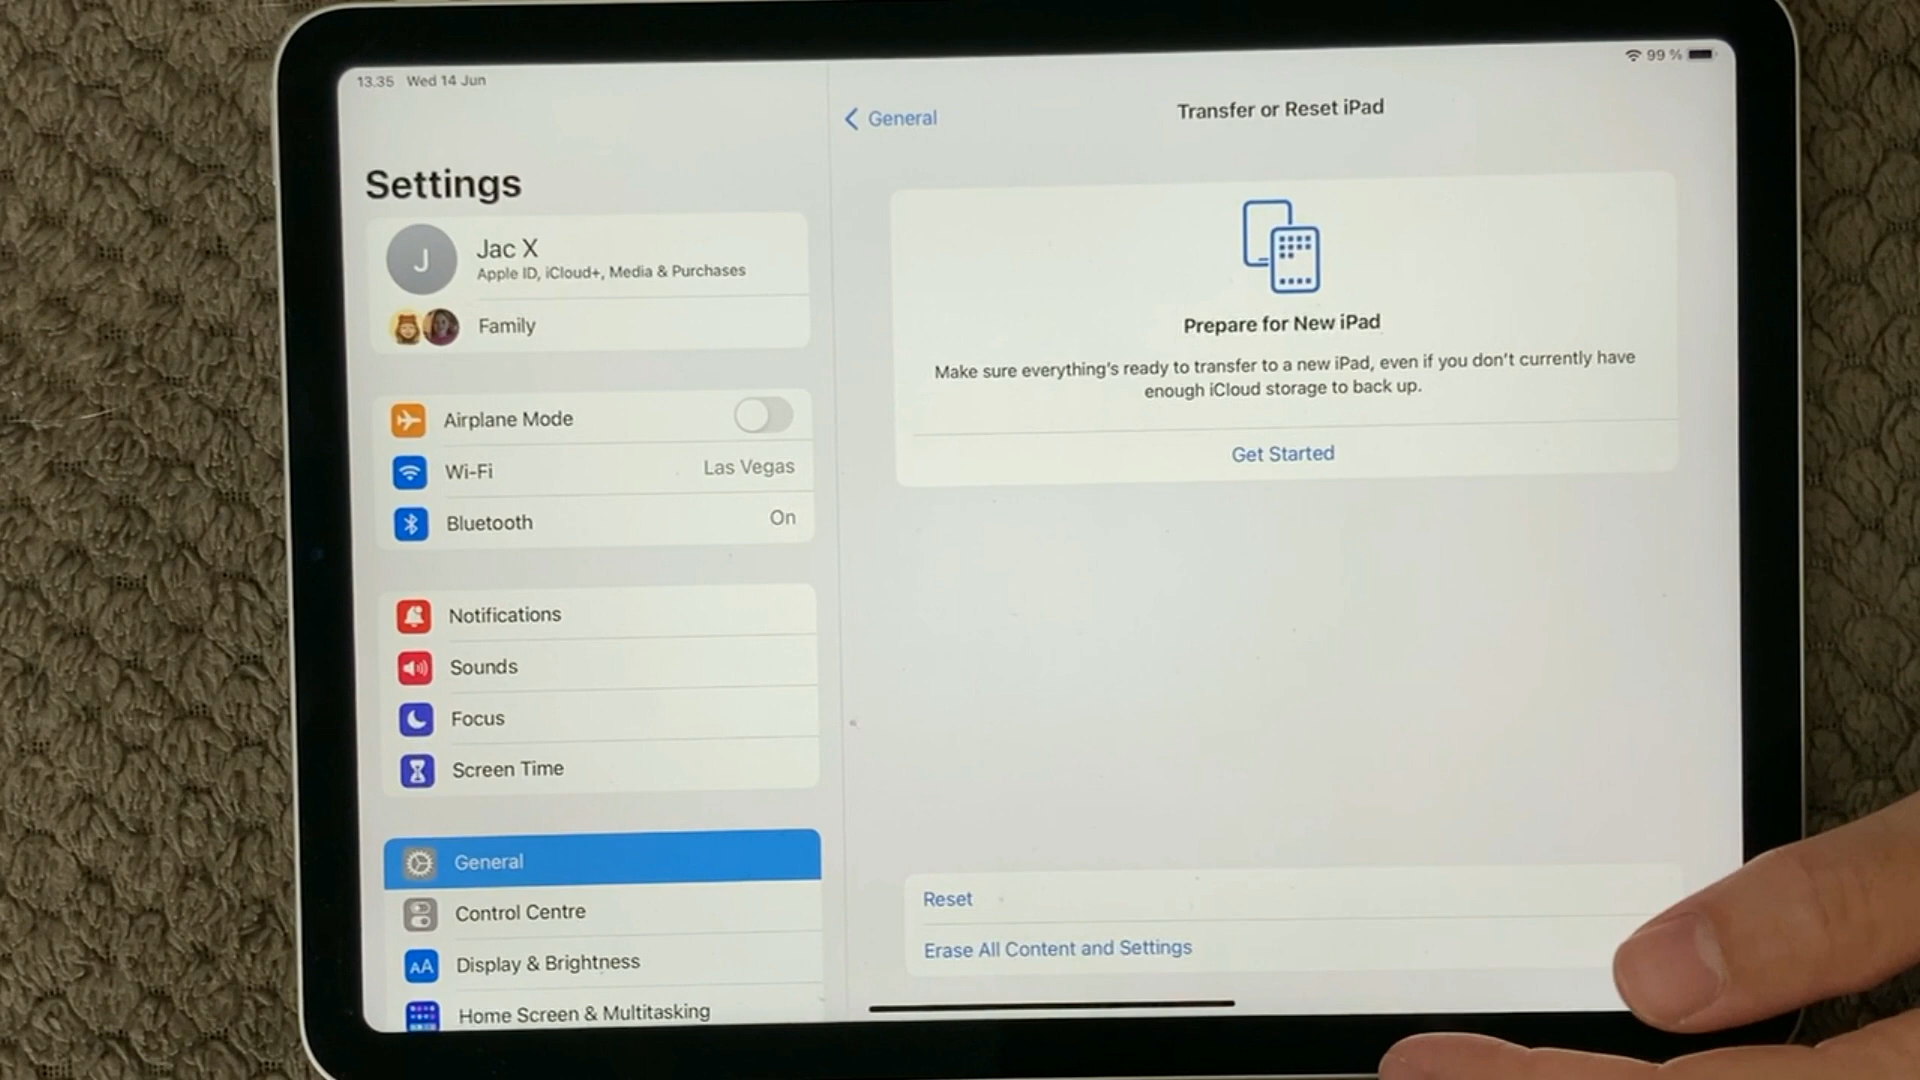 13.35 Wed 14 Jun
99 %
Settings
J
Jac X
Apple ID, iCloud+, Media & Purchases
Family
Airplane Mode
Wi-Fi
Las Vegas
Bluetooth
On
Notifications
Sounds
Focus
Screen Time
General
Control Centre
AA
Display & Brightness
Home Screen & Multitasking
General
Transfer or Reset iPad
Prepare for New iPad
Make sure everything's ready to transfer to a new iPad, even if you don't currently have
enough iCloud storage to back up.
Get Started
Reset
Erase All Content and Settings